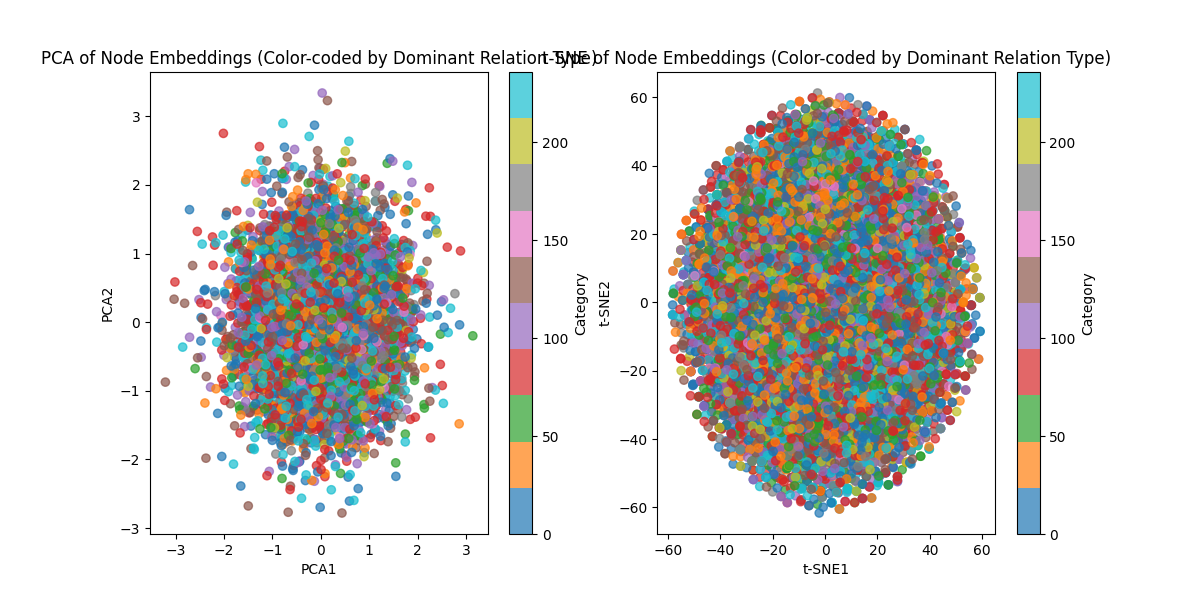 PCA of Node Embeddings (Color-coded by Dominant Relation Type)
t-SNE of Node Embeddings (Color-coded by Dominant Relation Type)
3
2
1
0
−1
−2
−3
PCA2
−3 −2 −1 0 1 2 3
PCA1
200
150
100
50
0
Category
60
40
20
0
−20
−40
−60
t-SNE2
−60 −40 −20 0 20 40 60
t-SNE1
200
150
100
50
0
Category